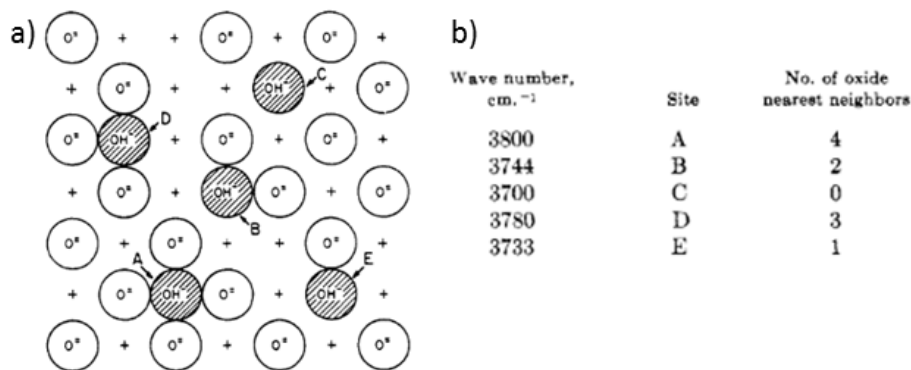 a)
O= + + O= + O= +
+ O= + + OH- + O=
C
O= OH- + O= + O= +
D
+ O= + OH- O= + O=
B
O= + O= + + O= +
A E
+ O= OH- O= + OH- +
O= + O= + O= + O=
b)
Wave number, No. of oxide
cm.⁻¹ Site nearest neighbors
3800 A 4
3744 B 2
3700 C 0
3780 D 3
3733 E 1